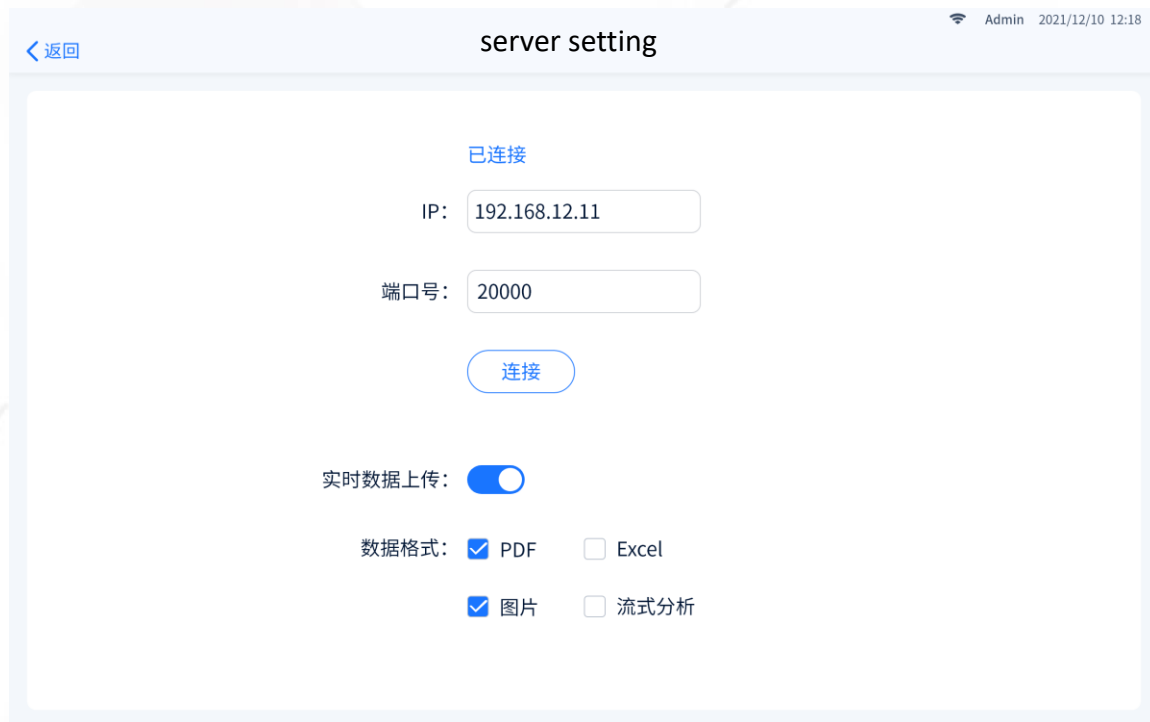 Admin 2021/12/10 12:18
返回
server setting
已连接
IP： 192.168.12.11
端口号： 20000
连接
实时数据上传：
数据格式： PDF Excel
图片 流式分析